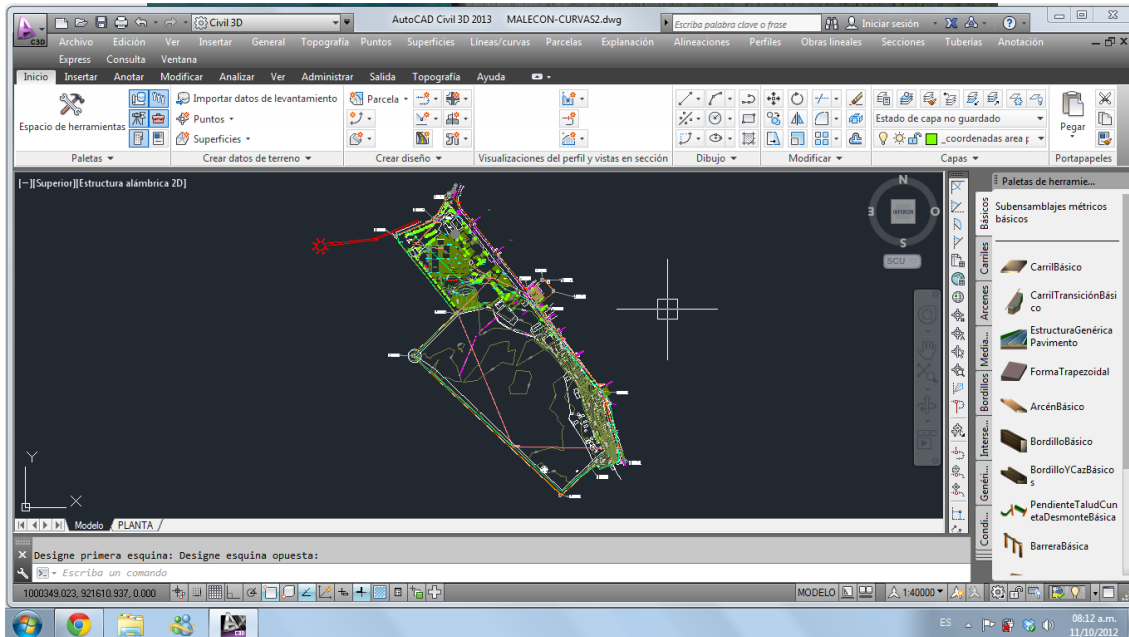 Civil 3D
AutoCAD Civil 3D 2013 MALECON-CURVAS2.dwg
Escriba palabra clave o frase
Iniciar sesión
C3D
Archivo Edición Ver Insertar General Topografía Puntos Superficies Líneas/curvas Parcelas Explanación Alineaciones Perfiles Obras lineales Secciones Tuberías Anotación
Express Consulta Ventana
Inicio Insertar Anotar Modificar Analizar Ver Administrar Salida Topografía Ayuda
Espacio de herramientas
Importar datos de levantamiento
Puntos
Superficies
Parcela
Estado de capa no guardado
_coordenadas area
Pegar
Paletas Crear datos de terreno Crear diseño Visualizaciones del perfil y vistas en sección Dibujo Modificar Capas Portapapeles
[−][Superior][Estructura alámbrica 2D]
N
INFERIOR
E
O
S
SCU
Paletas de herramie...
Subensamblajes métricos
básicos
Básicos
Carriles
Arcenes
Media...
Bordillos
Interse...
Genéri...
Condi...
CarrilBásico
CarrilTransiciónBási
co
EstructuraGenérica
Pavimento
FormaTrapezoidal
ArcénBásico
BordilloBásico
BordilloYCazBásico
s
PendienteTaludCun
etaDesmonteBásica
BarreraBásica
Y
X
Modelo PLANTA
Designe primera esquina: Designe esquina opuesta:
Escriba un comando
1000349.023, 921610.937, 0.000
MODELO
1:40000
ES
08:12 a.m.
11/10/2012